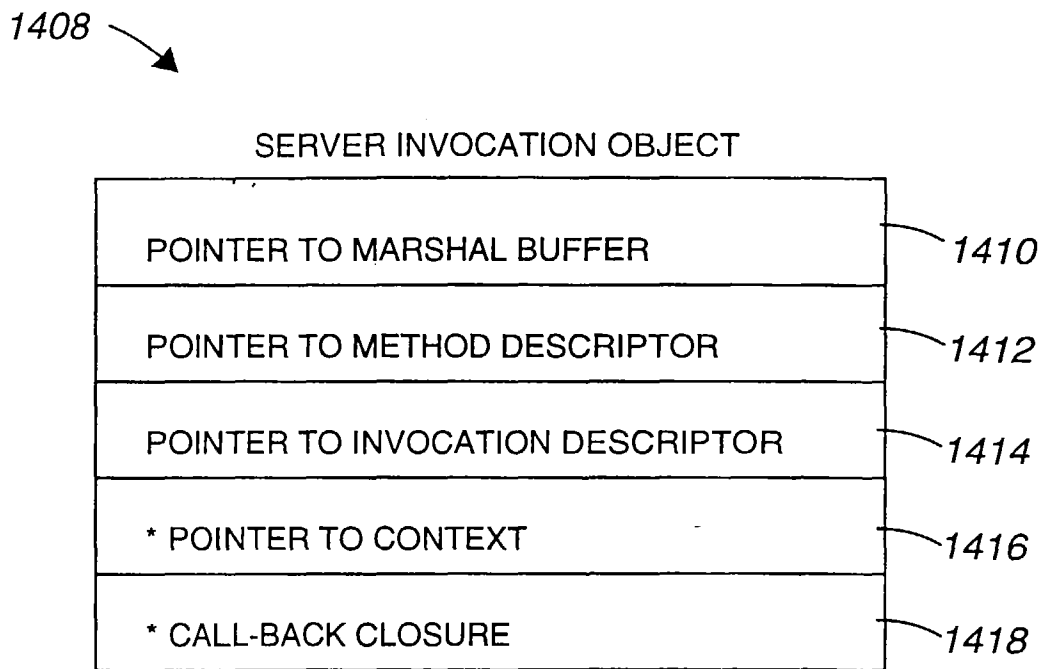 1408
SERVER INVOCATION OBJECT
POINTER TO MARSHAL BUFFER
1410
POINTER TO METHOD DESCRIPTOR
1412
POINTER TO INVOCATION DESCRIPTOR
1414
* POINTER TO CONTEXT
1416
* CALL-BACK CLOSURE
1418